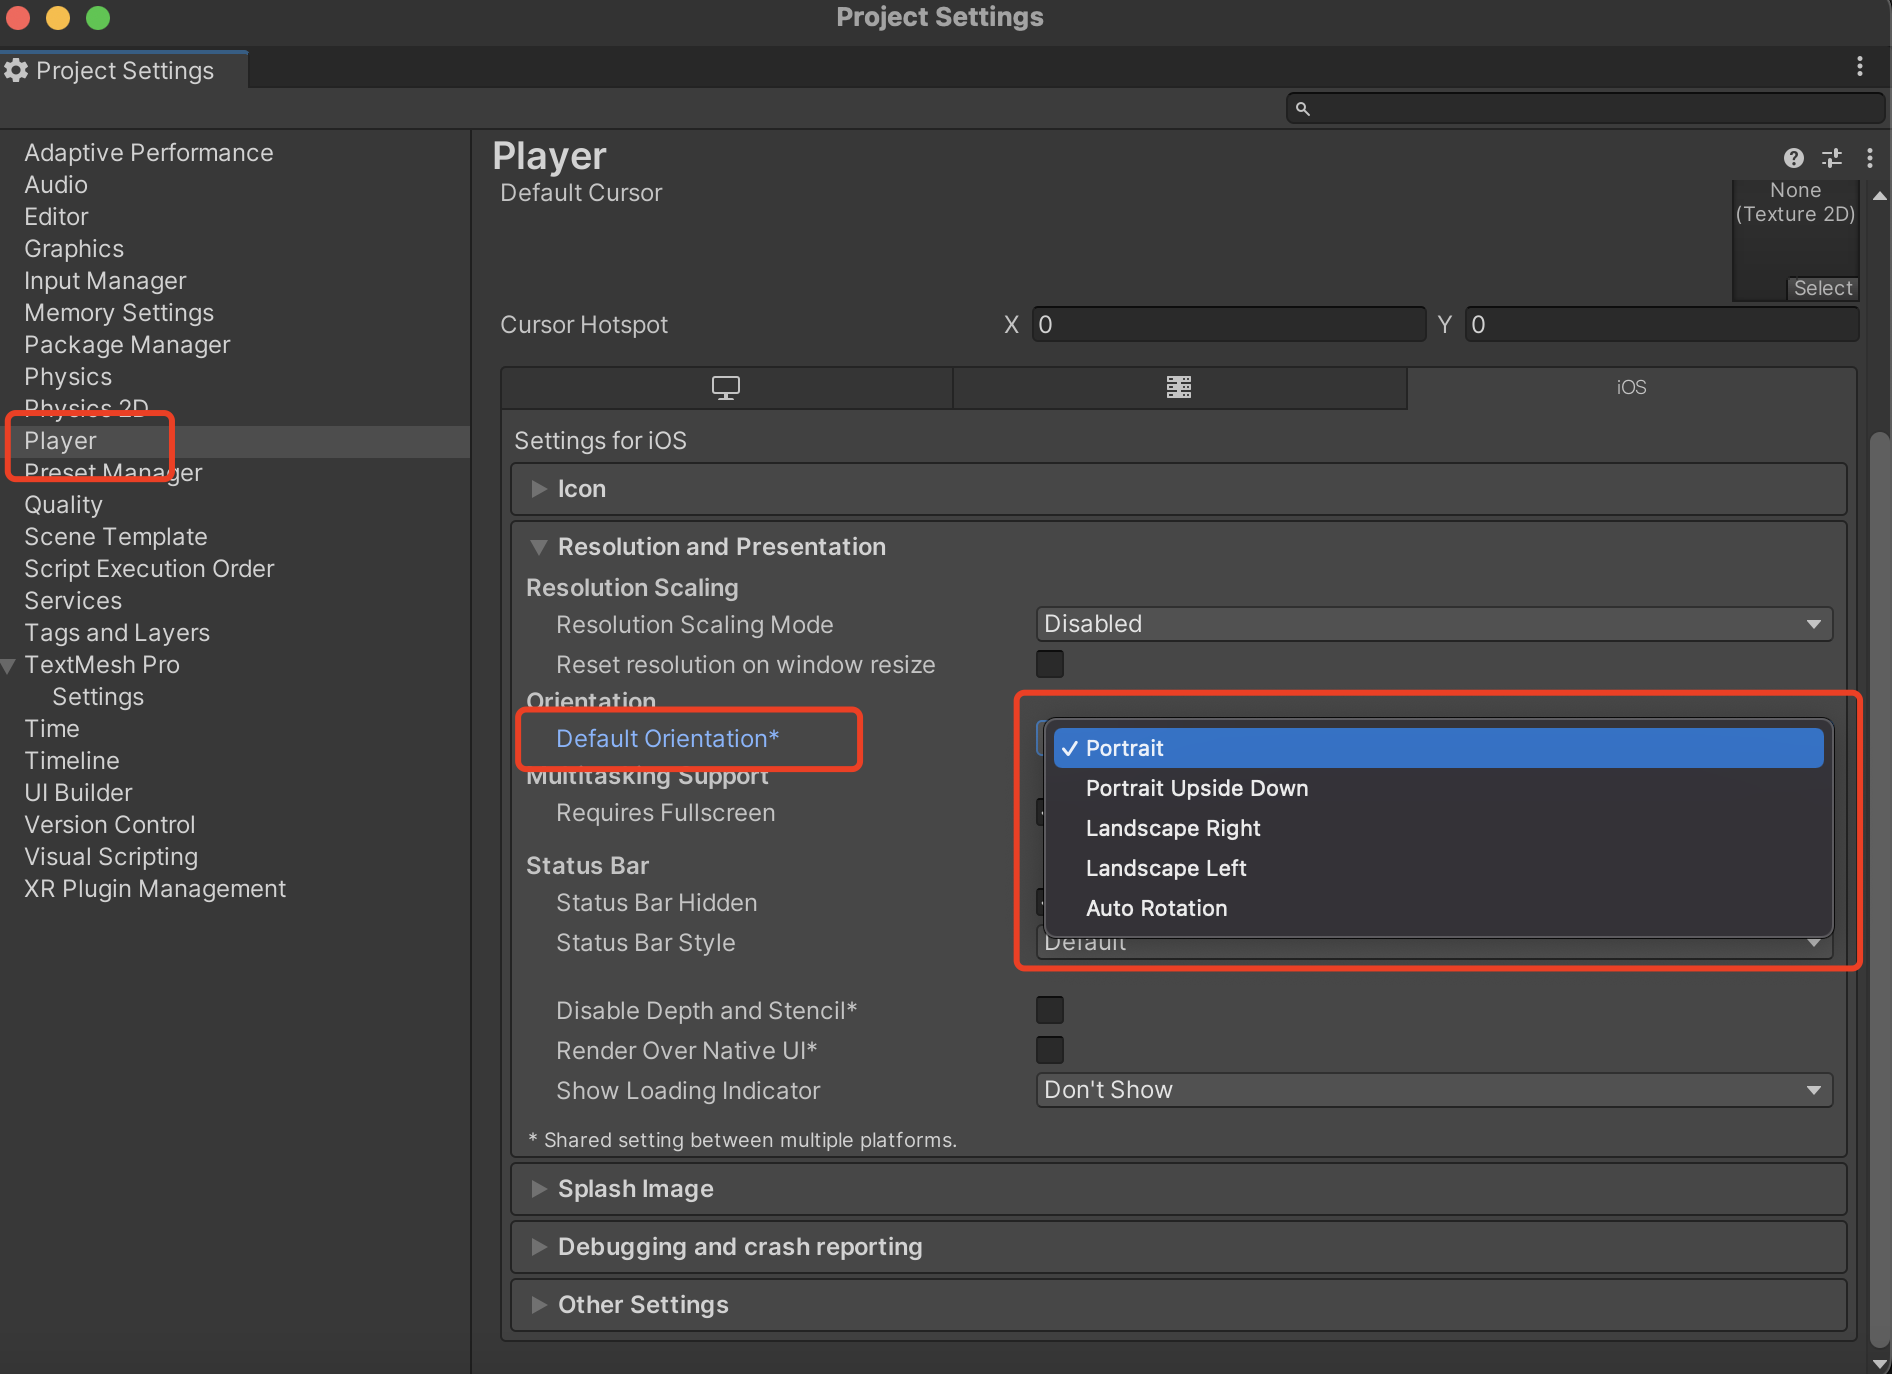 Project Settings
Project Settings
Adaptive Performance
Audio
Editor
Graphics
Input Manager
Memory Settings
Package Manager
Physics
Physics 2D
Player
Preset Manager
Quality
Scene Template
Script Execution Order
Services
Tags and Layers
TextMesh Pro
Settings
Time
Timeline
UI Builder
Version Control
Visual Scripting
XR Plugin Management
Player
Default Cursor
None
(Texture 2D)
Select
Cursor Hotspot X 0 Y 0
iOS
Settings for iOS
Icon
Resolution and Presentation
Resolution Scaling
Resolution Scaling Mode Disabled
Reset resolution on window resize
Orientation
Default Orientation*
Portrait
Portrait Upside Down
Landscape Right
Landscape Left
Auto Rotation
Multitasking Support
Requires Fullscreen
Status Bar
Status Bar Hidden
Status Bar Style Default
Disable Depth and Stencil*
Render Over Native UI*
Show Loading Indicator Don't Show
* Shared setting between multiple platforms.
Splash Image
Debugging and crash reporting
Other Settings